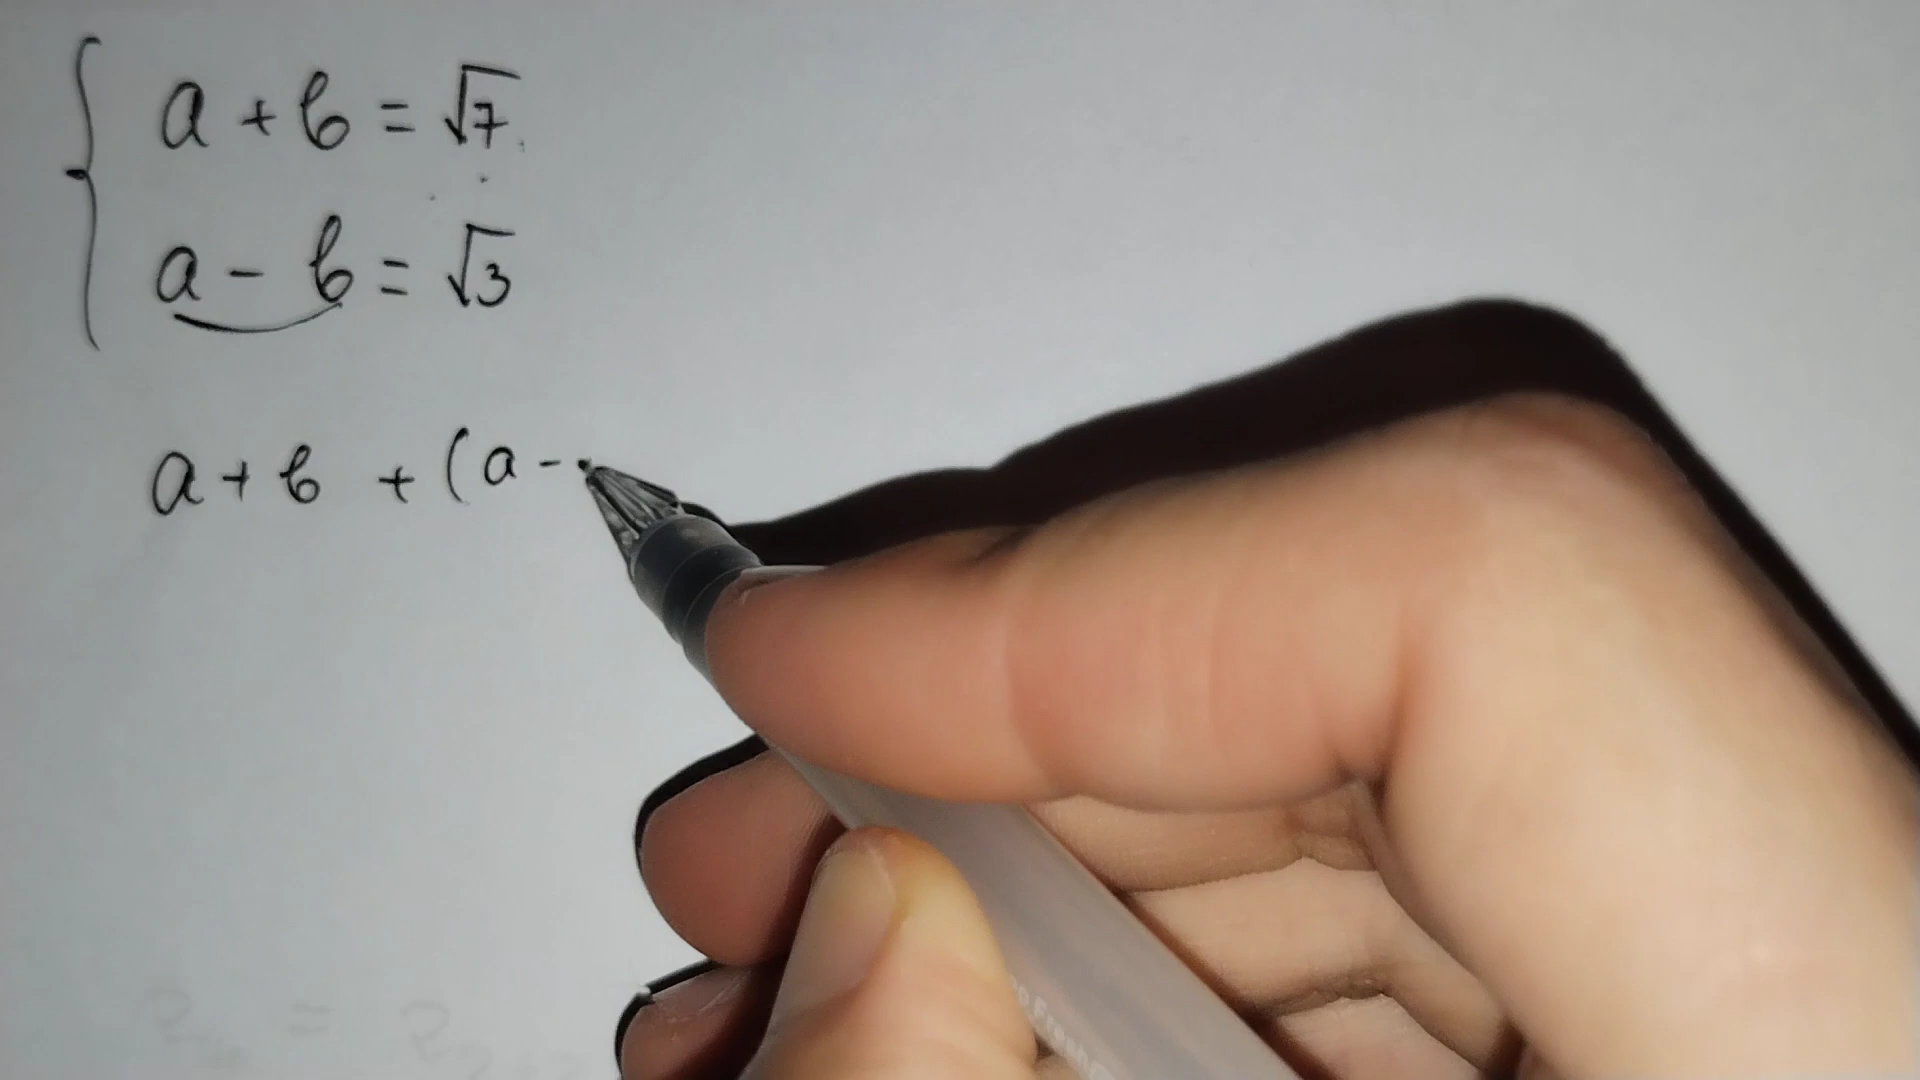 a + b = √7
a - b = √3
a + b + (a -